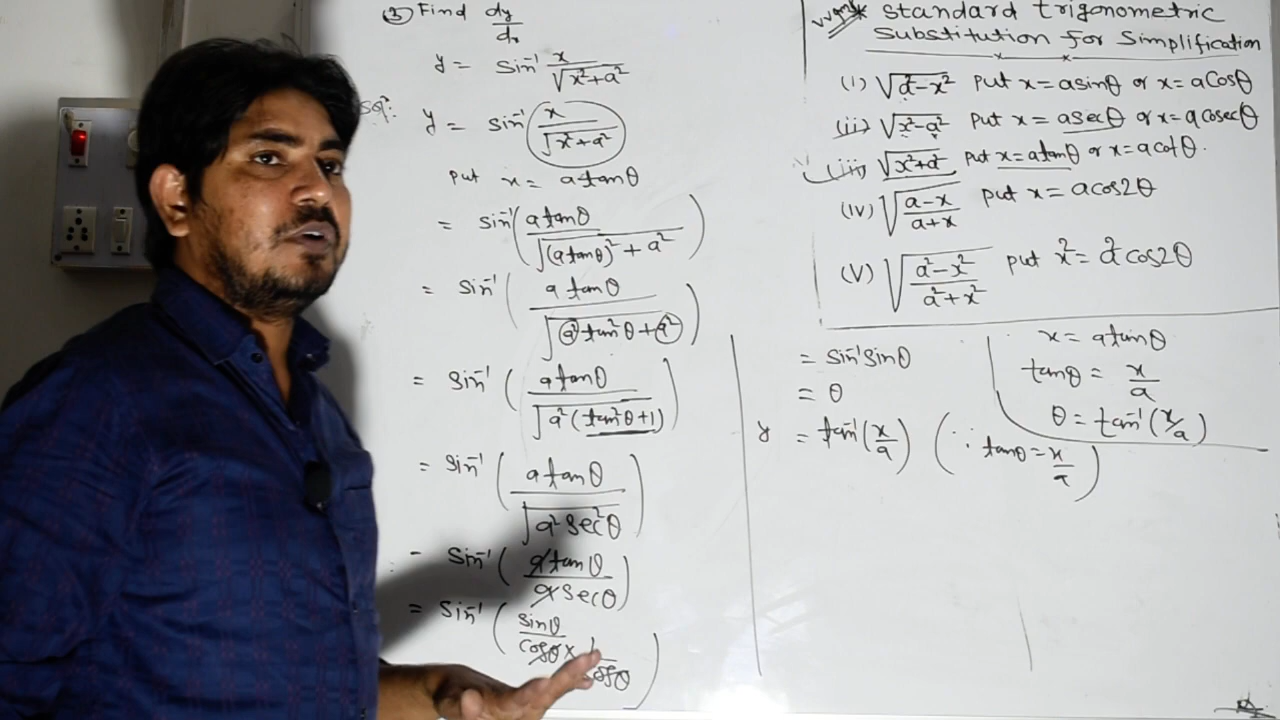 ③ Find dy/dx
y = sin⁻¹ x/√(x²+a²)
Sol:
y = sin⁻¹ (x/√(x²+a²))
Put x = a tanθ
= sin⁻¹ (a tanθ/√((a tanθ)² + a²))
= sin⁻¹ (a tanθ/√(a² tan²θ + a²))
= sin⁻¹ (a tanθ/√(a² (tan²θ+1)))
= sin⁻¹ (a tanθ/√(a² sec²θ))
= sin⁻¹ (a tanθ/a secθ)
= sin⁻¹ (sinθ/cosθ × 1/cosθ)
Standard trigonometric
Substitution for Simplification
(i) √(a²-x²) Put x = a sinθ or x = a cosθ
(ii) √(x²-a²) Put x = a secθ or x = a cosecθ
(iii) √(x²+a²) Put x = a tanθ or x = a cotθ.
(iv) √((a-x)/(a+x)) Put x = a cos2θ
(v) √((a²-x²)/(a²+x²)) Put x² = a² cos2θ
= sin⁻¹ sinθ
= θ
y = tan⁻¹(x/a) (∵ tanθ = x/a)
x = a tanθ
tanθ = x/a
θ = tan⁻¹(x/a)